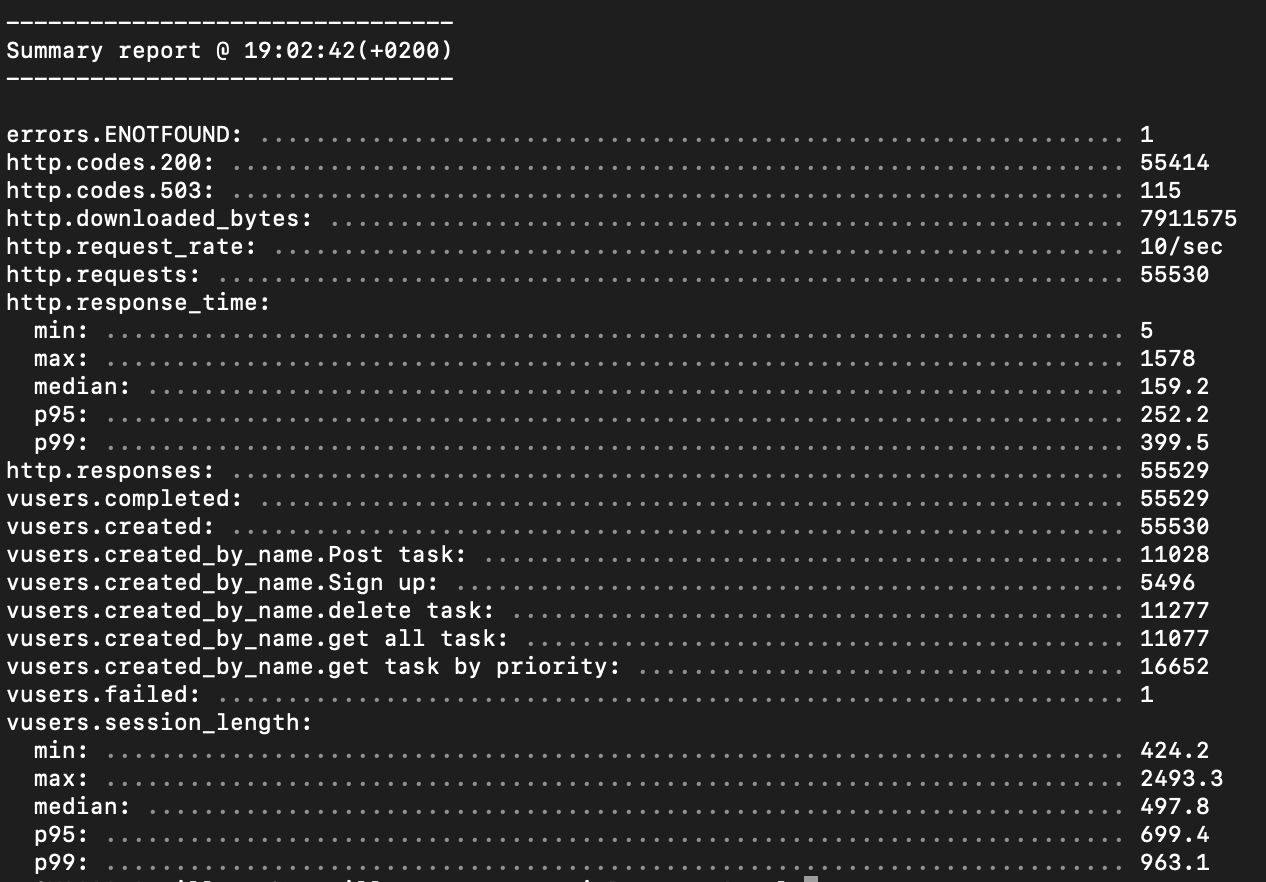 --------------------------------
Summary report @ 19:02:42(+0200)
--------------------------------
errors.ENOTFOUND: .............................................................. 1
http.codes.200: ................................................................ 55414
http.codes.503: ................................................................ 115
http.downloaded_bytes: ......................................................... 7911575
http.request_rate: ............................................................. 10/sec
http.requests: ................................................................. 55530
http.response_time:
  min: ......................................................................... 5
  max: ......................................................................... 1578
  median: ...................................................................... 159.2
  p95: ......................................................................... 252.2
  p99: ......................................................................... 399.5
http.responses: ................................................................ 55529
vusers.completed: .............................................................. 55529
vusers.created: ................................................................ 55530
vusers.created_by_name.Post task: .............................................. 11028
vusers.created_by_name.Sign up: ................................................ 5496
vusers.created_by_name.delete task: ............................................ 11277
vusers.created_by_name.get all task: ........................................... 11077
vusers.created_by_name.get task by priority: ................................... 16652
vusers.failed: ................................................................. 1
vusers.session_length:
  min: ......................................................................... 424.2
  max: ......................................................................... 2493.3
  median: ...................................................................... 497.8
  p95: ......................................................................... 699.4
  p99: ......................................................................... 963.1